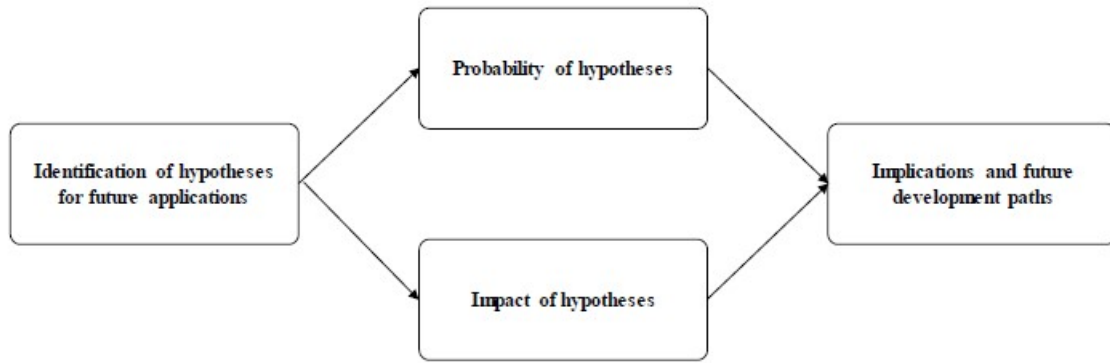 Probability of hypotheses
Identification of hypotheses
for future applications
Implications and future
development paths
Impact of hypotheses